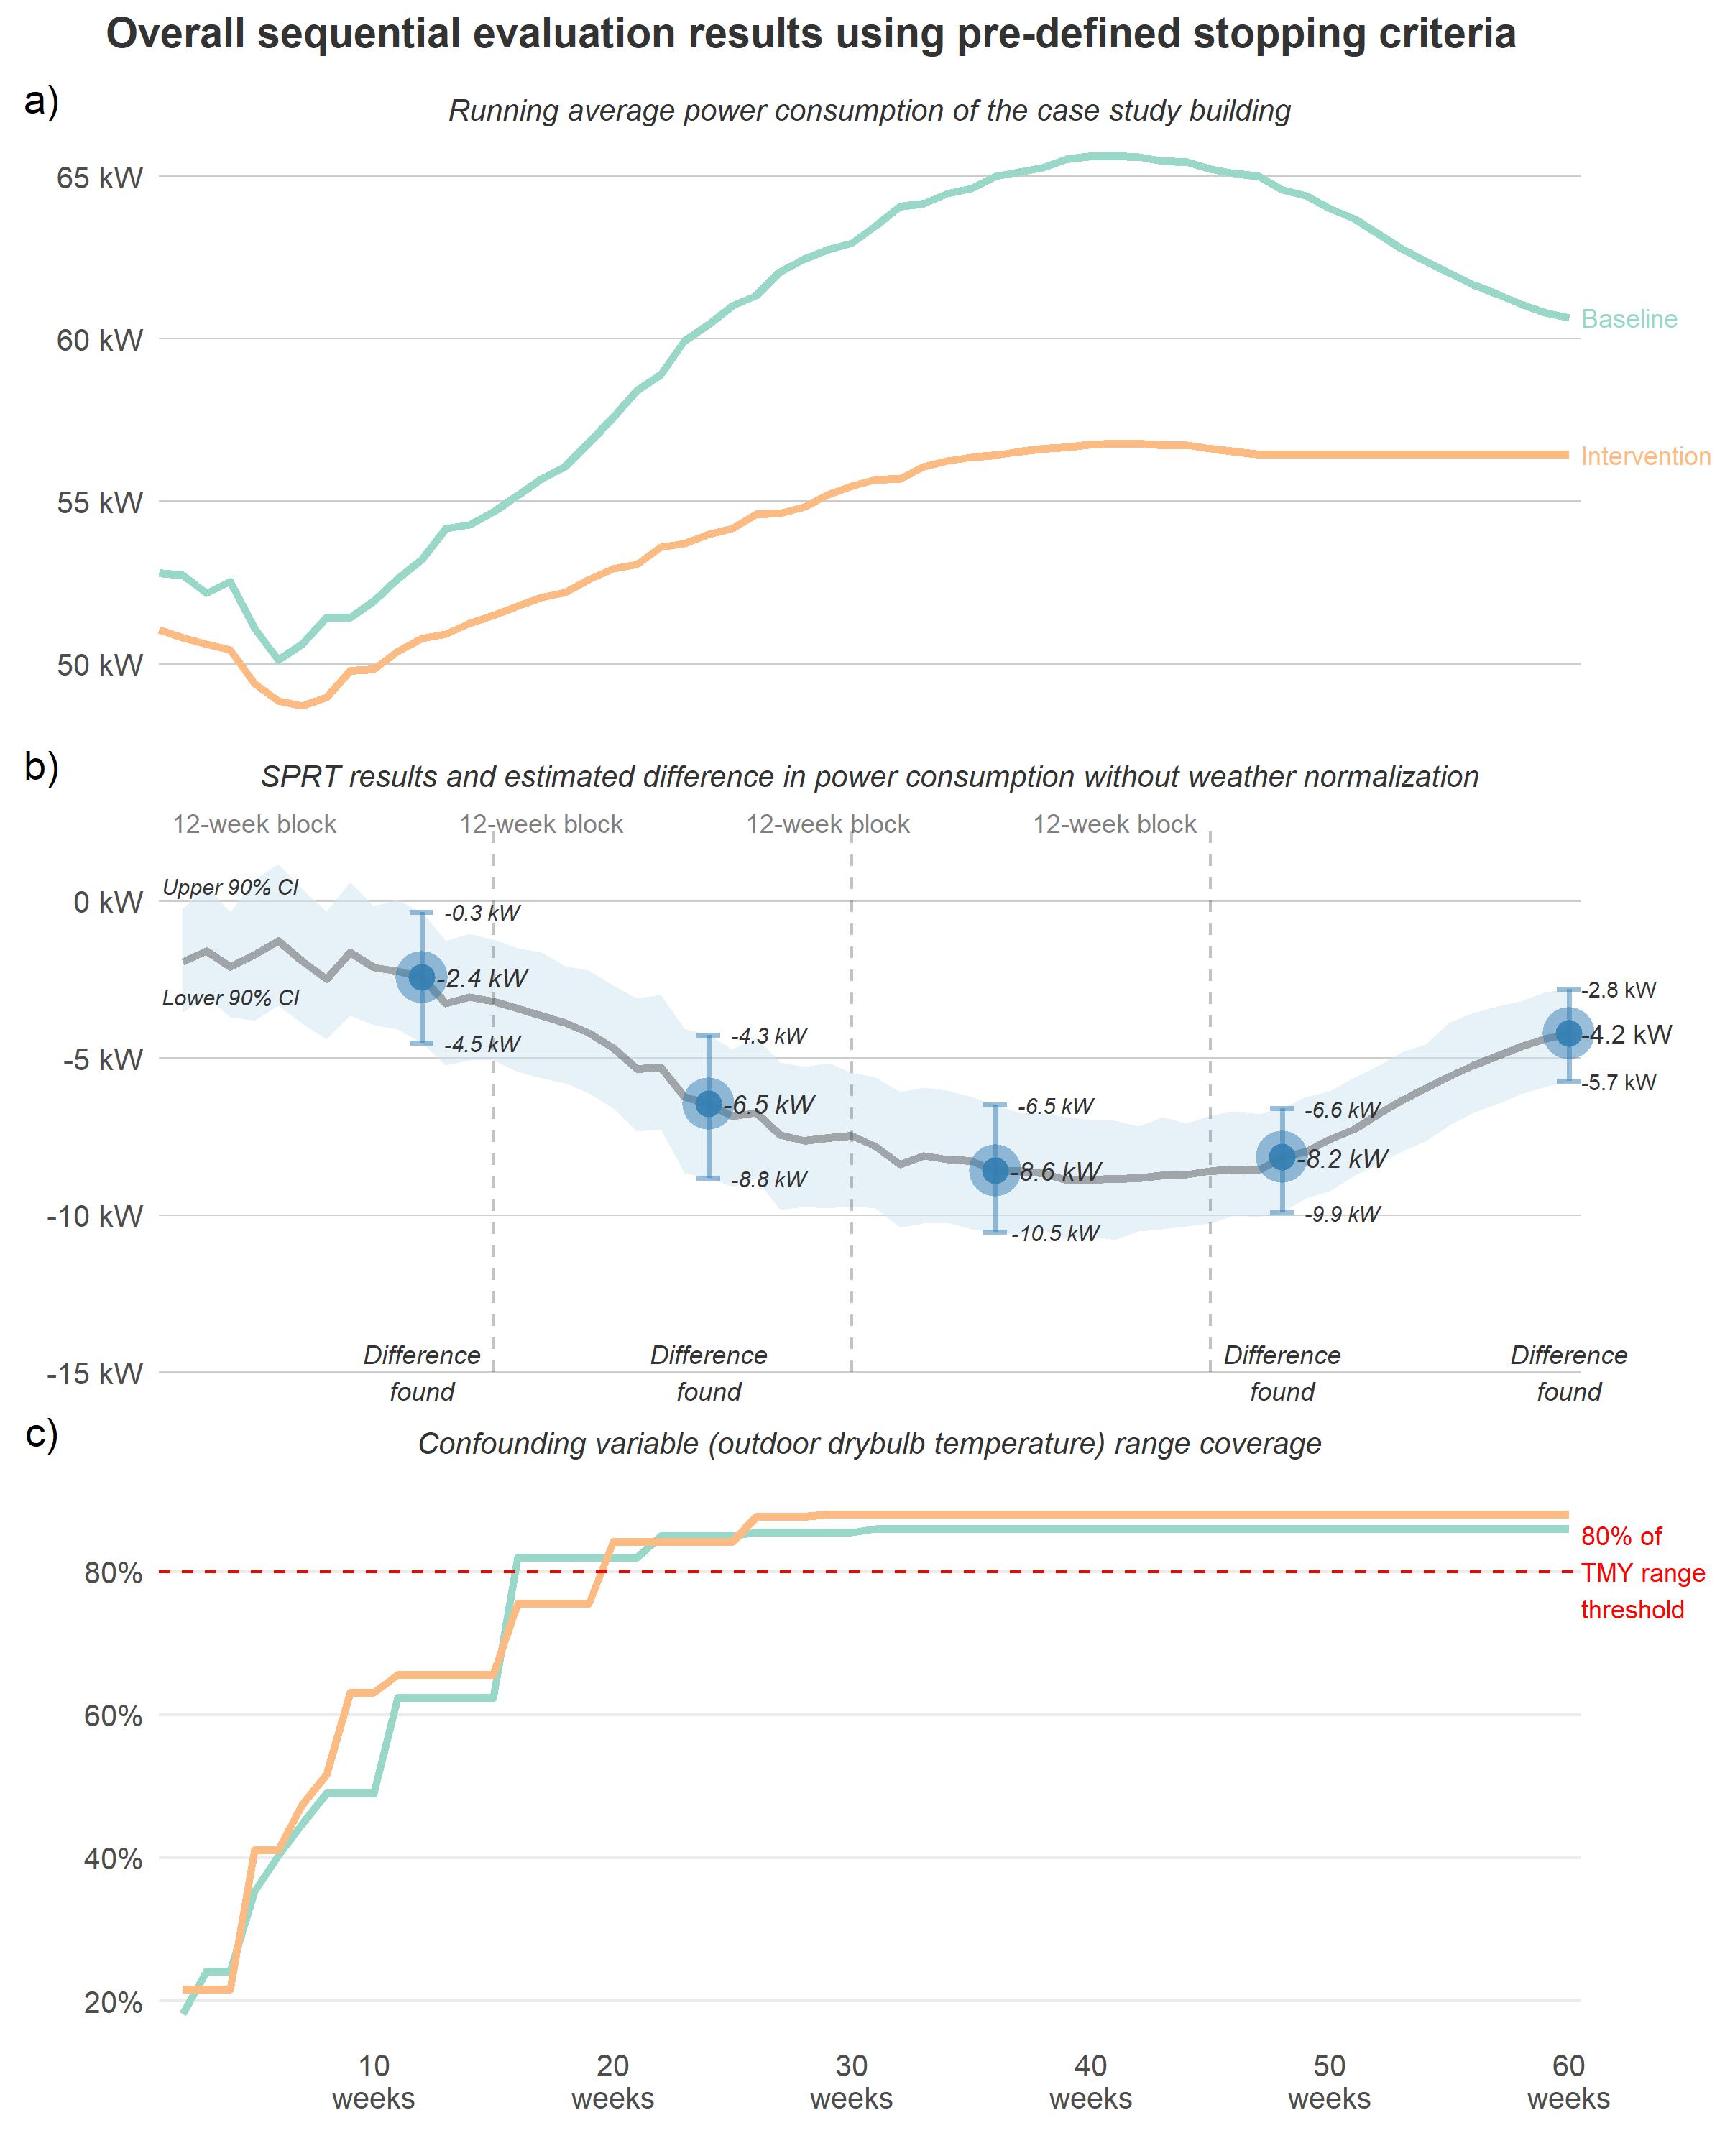 Overall sequential evaluation results using pre-defined stopping criteria
a)
Running average power consumption of the case study building
65 kW
60 kW
55 kW
50 kW
Baseline
Intervention
b)
SPRT results and estimated difference in power consumption without weather normalization
12-week block
12-week block
12-week block
12-week block
0 kW
-5 kW
-10 kW
-15 kW
Upper 90% CI
Lower 90% CI
-0.3 kW
-2.4 kW
-4.5 kW
-4.3 kW
-6.5 kW
-8.8 kW
-6.5 kW
-8.6 kW
-10.5 kW
-6.6 kW
-8.2 kW
-9.9 kW
-2.8 kW
-4.2 kW
-5.7 kW
Difference
found
Difference
found
Difference
found
Difference
found
c)
Confounding variable (outdoor drybulb temperature) range coverage
80%
60%
40%
20%
80% of
TMY range
threshold
10
weeks
20
weeks
30
weeks
40
weeks
50
weeks
60
weeks